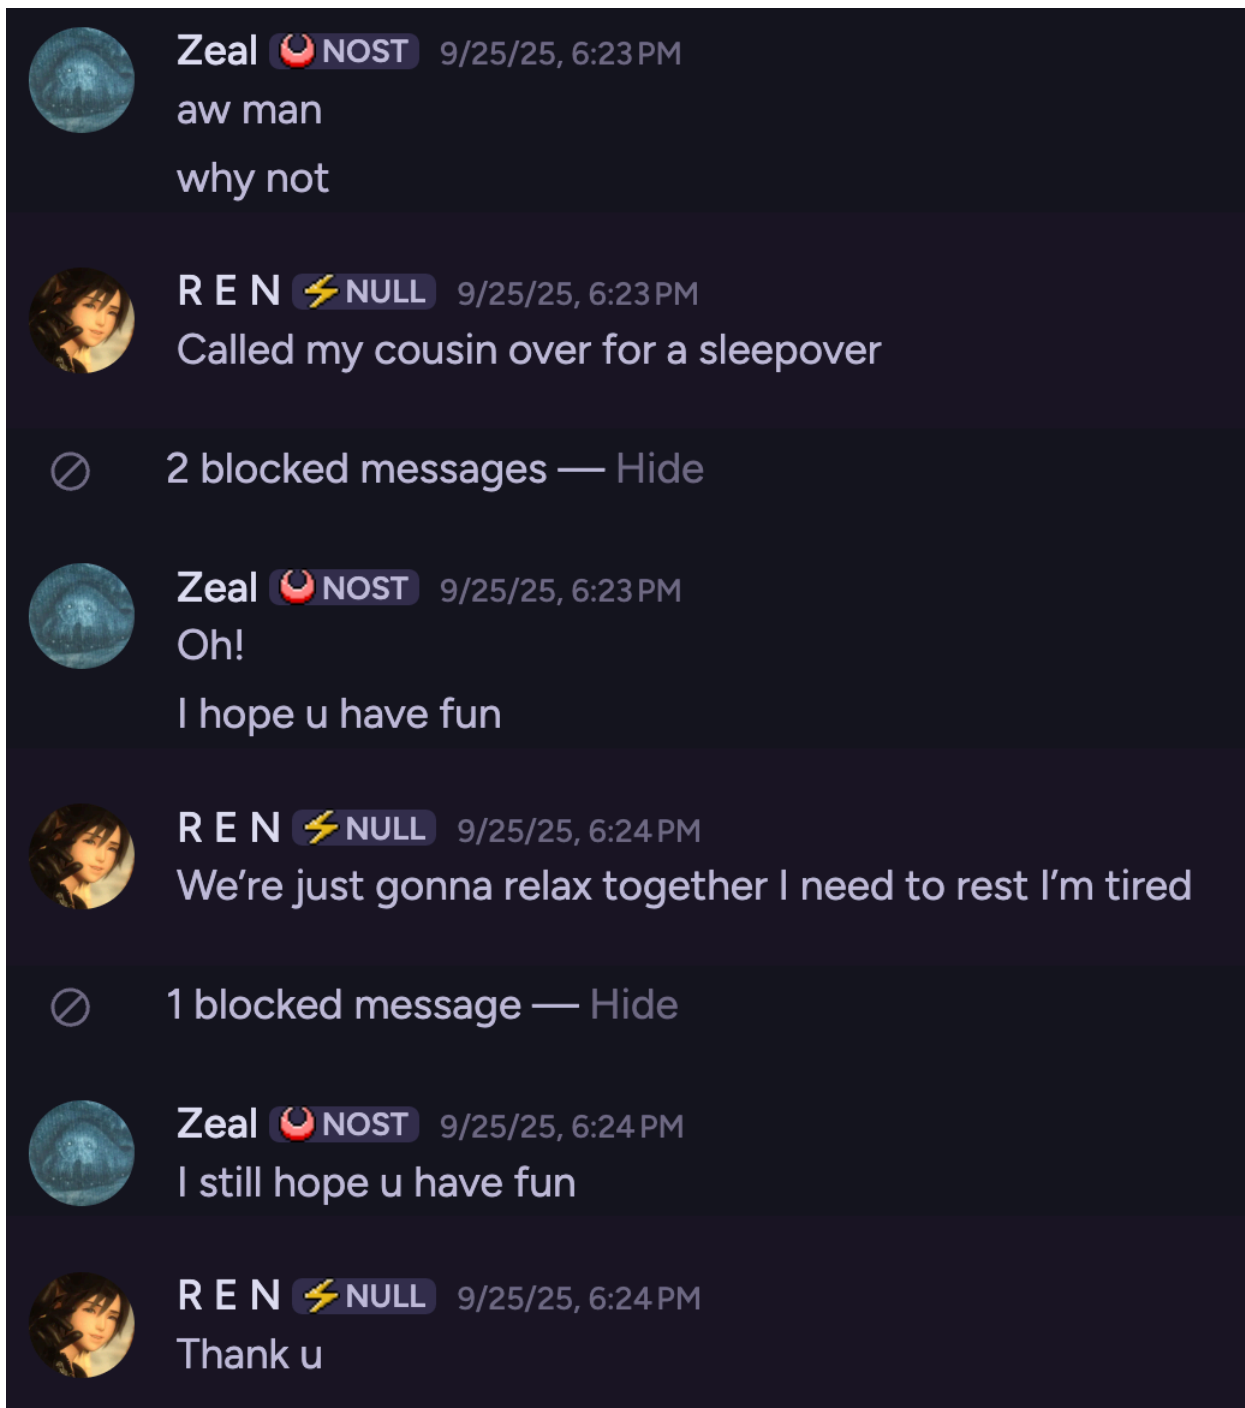 Zeal NOST 9/25/25, 6:23 PM
aw man
why not
R E N NULL 9/25/25, 6:23 PM
Called my cousin over for a sleepover
2 blocked messages — Hide
Zeal NOST 9/25/25, 6:23 PM
Oh!
I hope u have fun
R E N NULL 9/25/25, 6:24 PM
We’re just gonna relax together I need to rest I’m tired
1 blocked message — Hide
Zeal NOST 9/25/25, 6:24 PM
I still hope u have fun
R E N NULL 9/25/25, 6:24 PM
Thank u